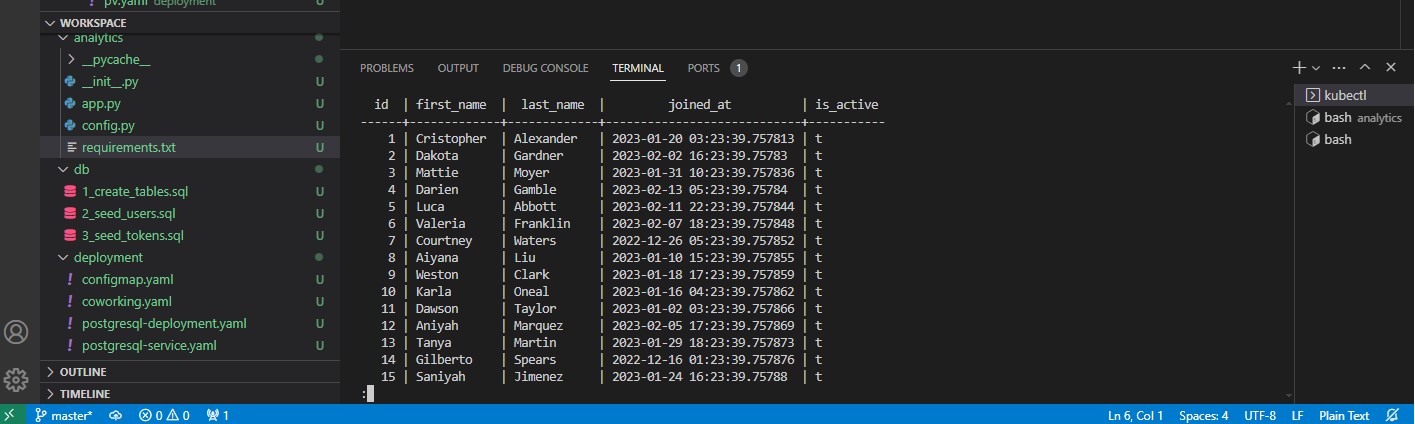 pv.yaml deployment U
WORKSPACE
analytics
__pycache__
__init__.py U
app.py U
config.py U
requirements.txt U
db
1_create_tables.sql U
2_seed_users.sql U
3_seed_tokens.sql U
deployment
configmap.yaml U
coworking.yaml U
postgresql-deployment.yaml U
postgresql-service.yaml U
OUTLINE
TIMELINE
PROBLEMS OUTPUT DEBUG CONSOLE TERMINAL PORTS 1
id | first_name | last_name | joined_at | is_active
------+-------------+-------------+----------------------------+-----------
1 | Cristopher | Alexander | 2023-01-20 03:23:39.757813 | t
2 | Dakota | Gardner | 2023-02-02 16:23:39.75783 | t
3 | Mattie | Moyer | 2023-01-31 10:23:39.757836 | t
4 | Darien | Gamble | 2023-02-13 05:23:39.75784 | t
5 | Luca | Abbott | 2023-02-11 22:23:39.757844 | t
6 | Valeria | Franklin | 2023-02-07 18:23:39.757848 | t
7 | Courtney | Waters | 2022-12-26 05:23:39.757852 | t
8 | Aiyana | Liu | 2023-01-10 15:23:39.757855 | t
9 | Weston | Clark | 2023-01-18 17:23:39.757859 | t
10 | Karla | Oneal | 2023-01-16 04:23:39.757862 | t
11 | Dawson | Taylor | 2023-01-02 03:23:39.757866 | t
12 | Aniyah | Marquez | 2023-02-05 17:23:39.757869 | t
13 | Tanya | Martin | 2023-01-29 18:23:39.757873 | t
14 | Gilberto | Spears | 2022-12-16 01:23:39.757876 | t
15 | Saniyah | Jimenez | 2023-01-24 16:23:39.75788 | t
:
kubectl
bash analytics
bash
master* 0 0 1 Ln 6, Col 1 Spaces: 4 UTF-8 LF Plain Text